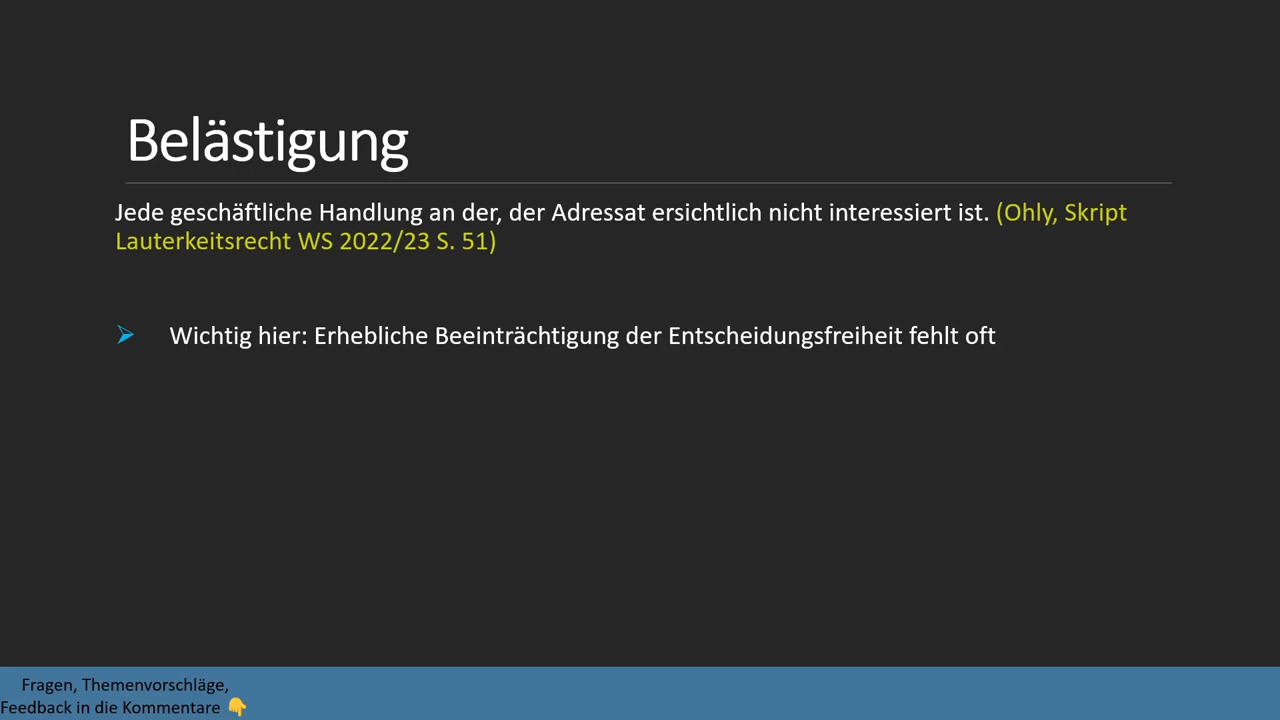 Belästigung
Jede geschäftliche Handlung an der, der Adressat ersichtlich nicht interessiert ist. (Ohly, Skript
Lauterkeitsrecht WS 2022/23 S. 51)
Wichtig hier: Erhebliche Beeinträchtigung der Entscheidungsfreiheit fehlt oft
Fragen, Themenvorschläge,
Feedback in die Kommentare 👇